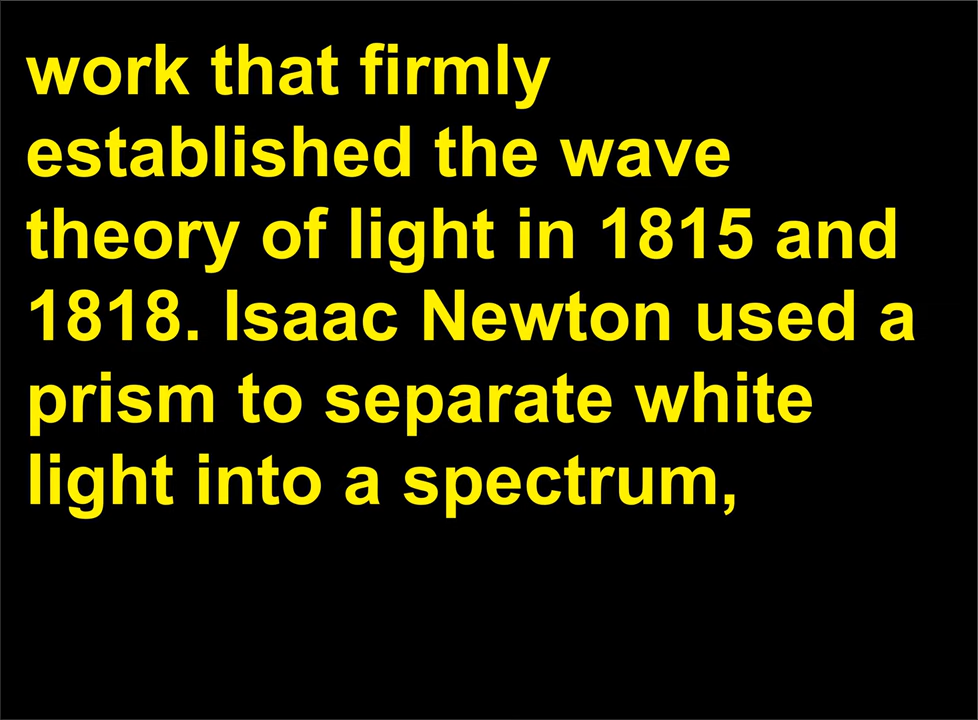 work that firmly
established the wave
theory of light in 1815 and
1818. Isaac Newton used a
prism to separate white
light into a spectrum,